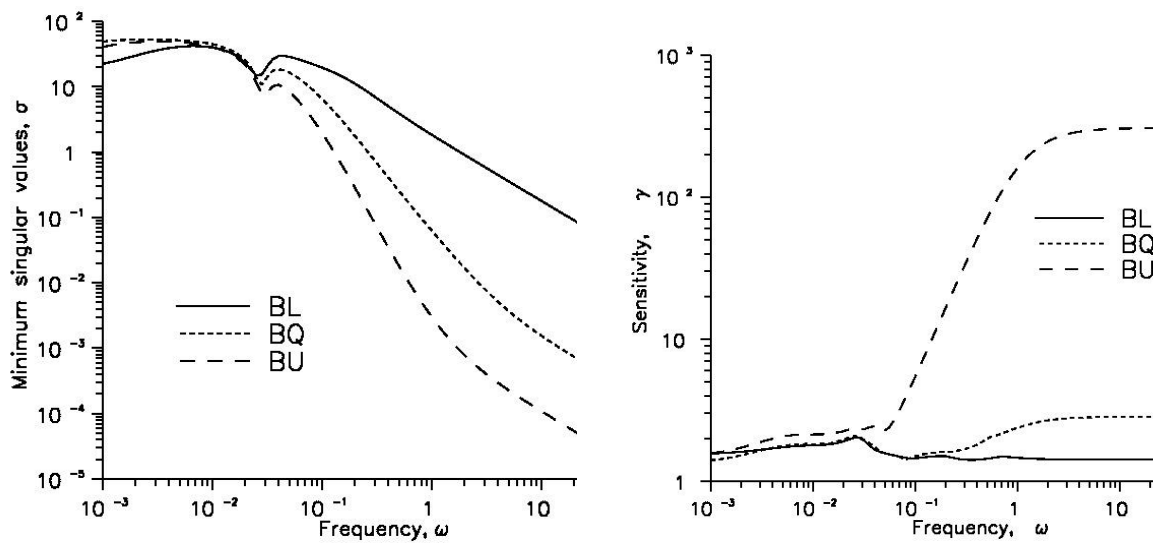 10²
10
1
10⁻¹
10⁻²
10⁻³
10⁻⁴
10⁻⁵
Minimum singular values, σ
BL
BQ
BU
10⁻³ 10⁻² 10⁻¹ 1 10
Frequency, ω
10³
10²
10
1
Sensitivity, γ
BL
BQ
BU
10⁻³ 10⁻² 10⁻¹ 1 10
Frequency, ω